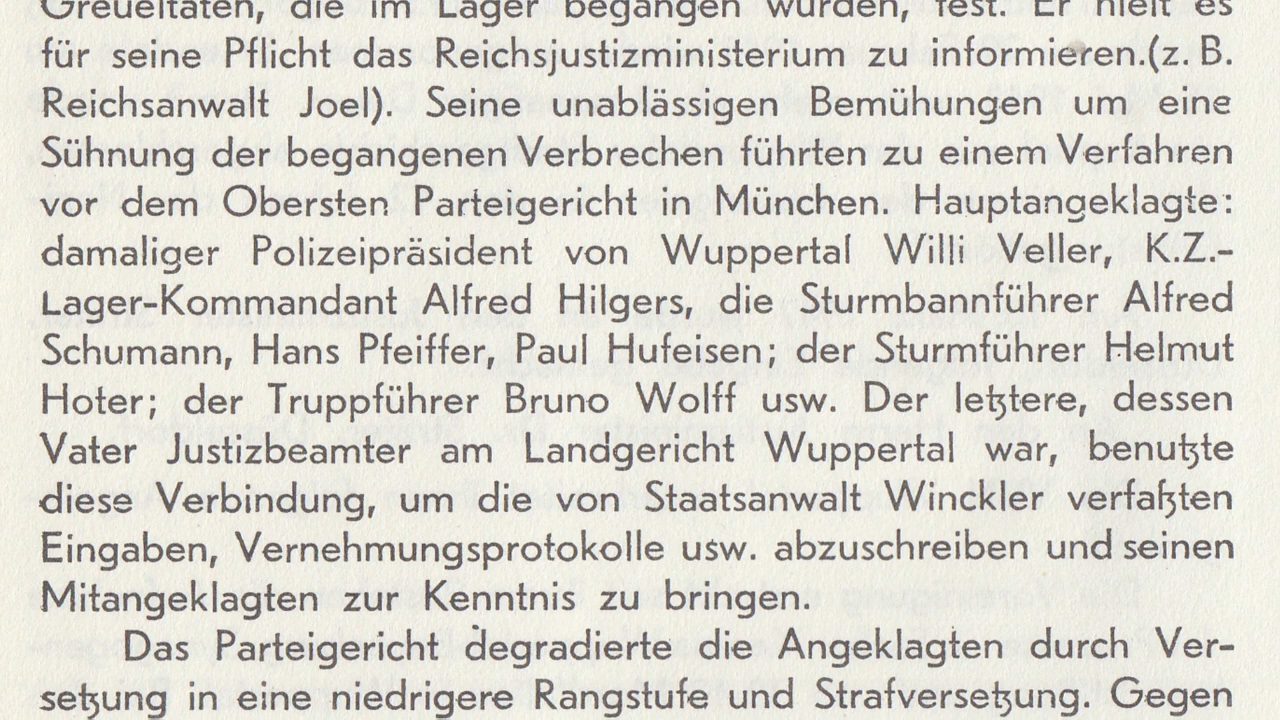 Greueltaten, die im Lager begangen wurden, fest. Er hielt es
für seine Pflicht das Reichsjustizministerium zu informieren.(z. B.
Reichsanwalt Joel). Seine unablässigen Bemühungen um eine
Sühnung der begangenen Verbrechen führten zu einem Verfahren
vor dem Obersten Parteigericht in München. Hauptangeklagte:
damaliger Polizeipräsident von Wuppertal Willi Veller, K.Z.-
Lager-Kommandant Alfred Hilgers, die Sturmbannführer Alfred
Schumann, Hans Pfeiffer, Paul Hufeisen; der Sturmführer Helmut
Hoter; der Truppführer Bruno Wolff usw. Der letztere, dessen
Vater Justizbeamter am Landgericht Wuppertal war, benutzte
diese Verbindung, um die von Staatsanwalt Winckler verfaßten
Eingaben, Vernehmungsprotokolle usw. abzuschreiben und seinen
Mitangeklagten zur Kenntnis zu bringen.
Das Parteigericht degradierte die Angeklagten durch Ver-
setzung in eine niedrigere Rangstufe und Strafversetzung. Gegen